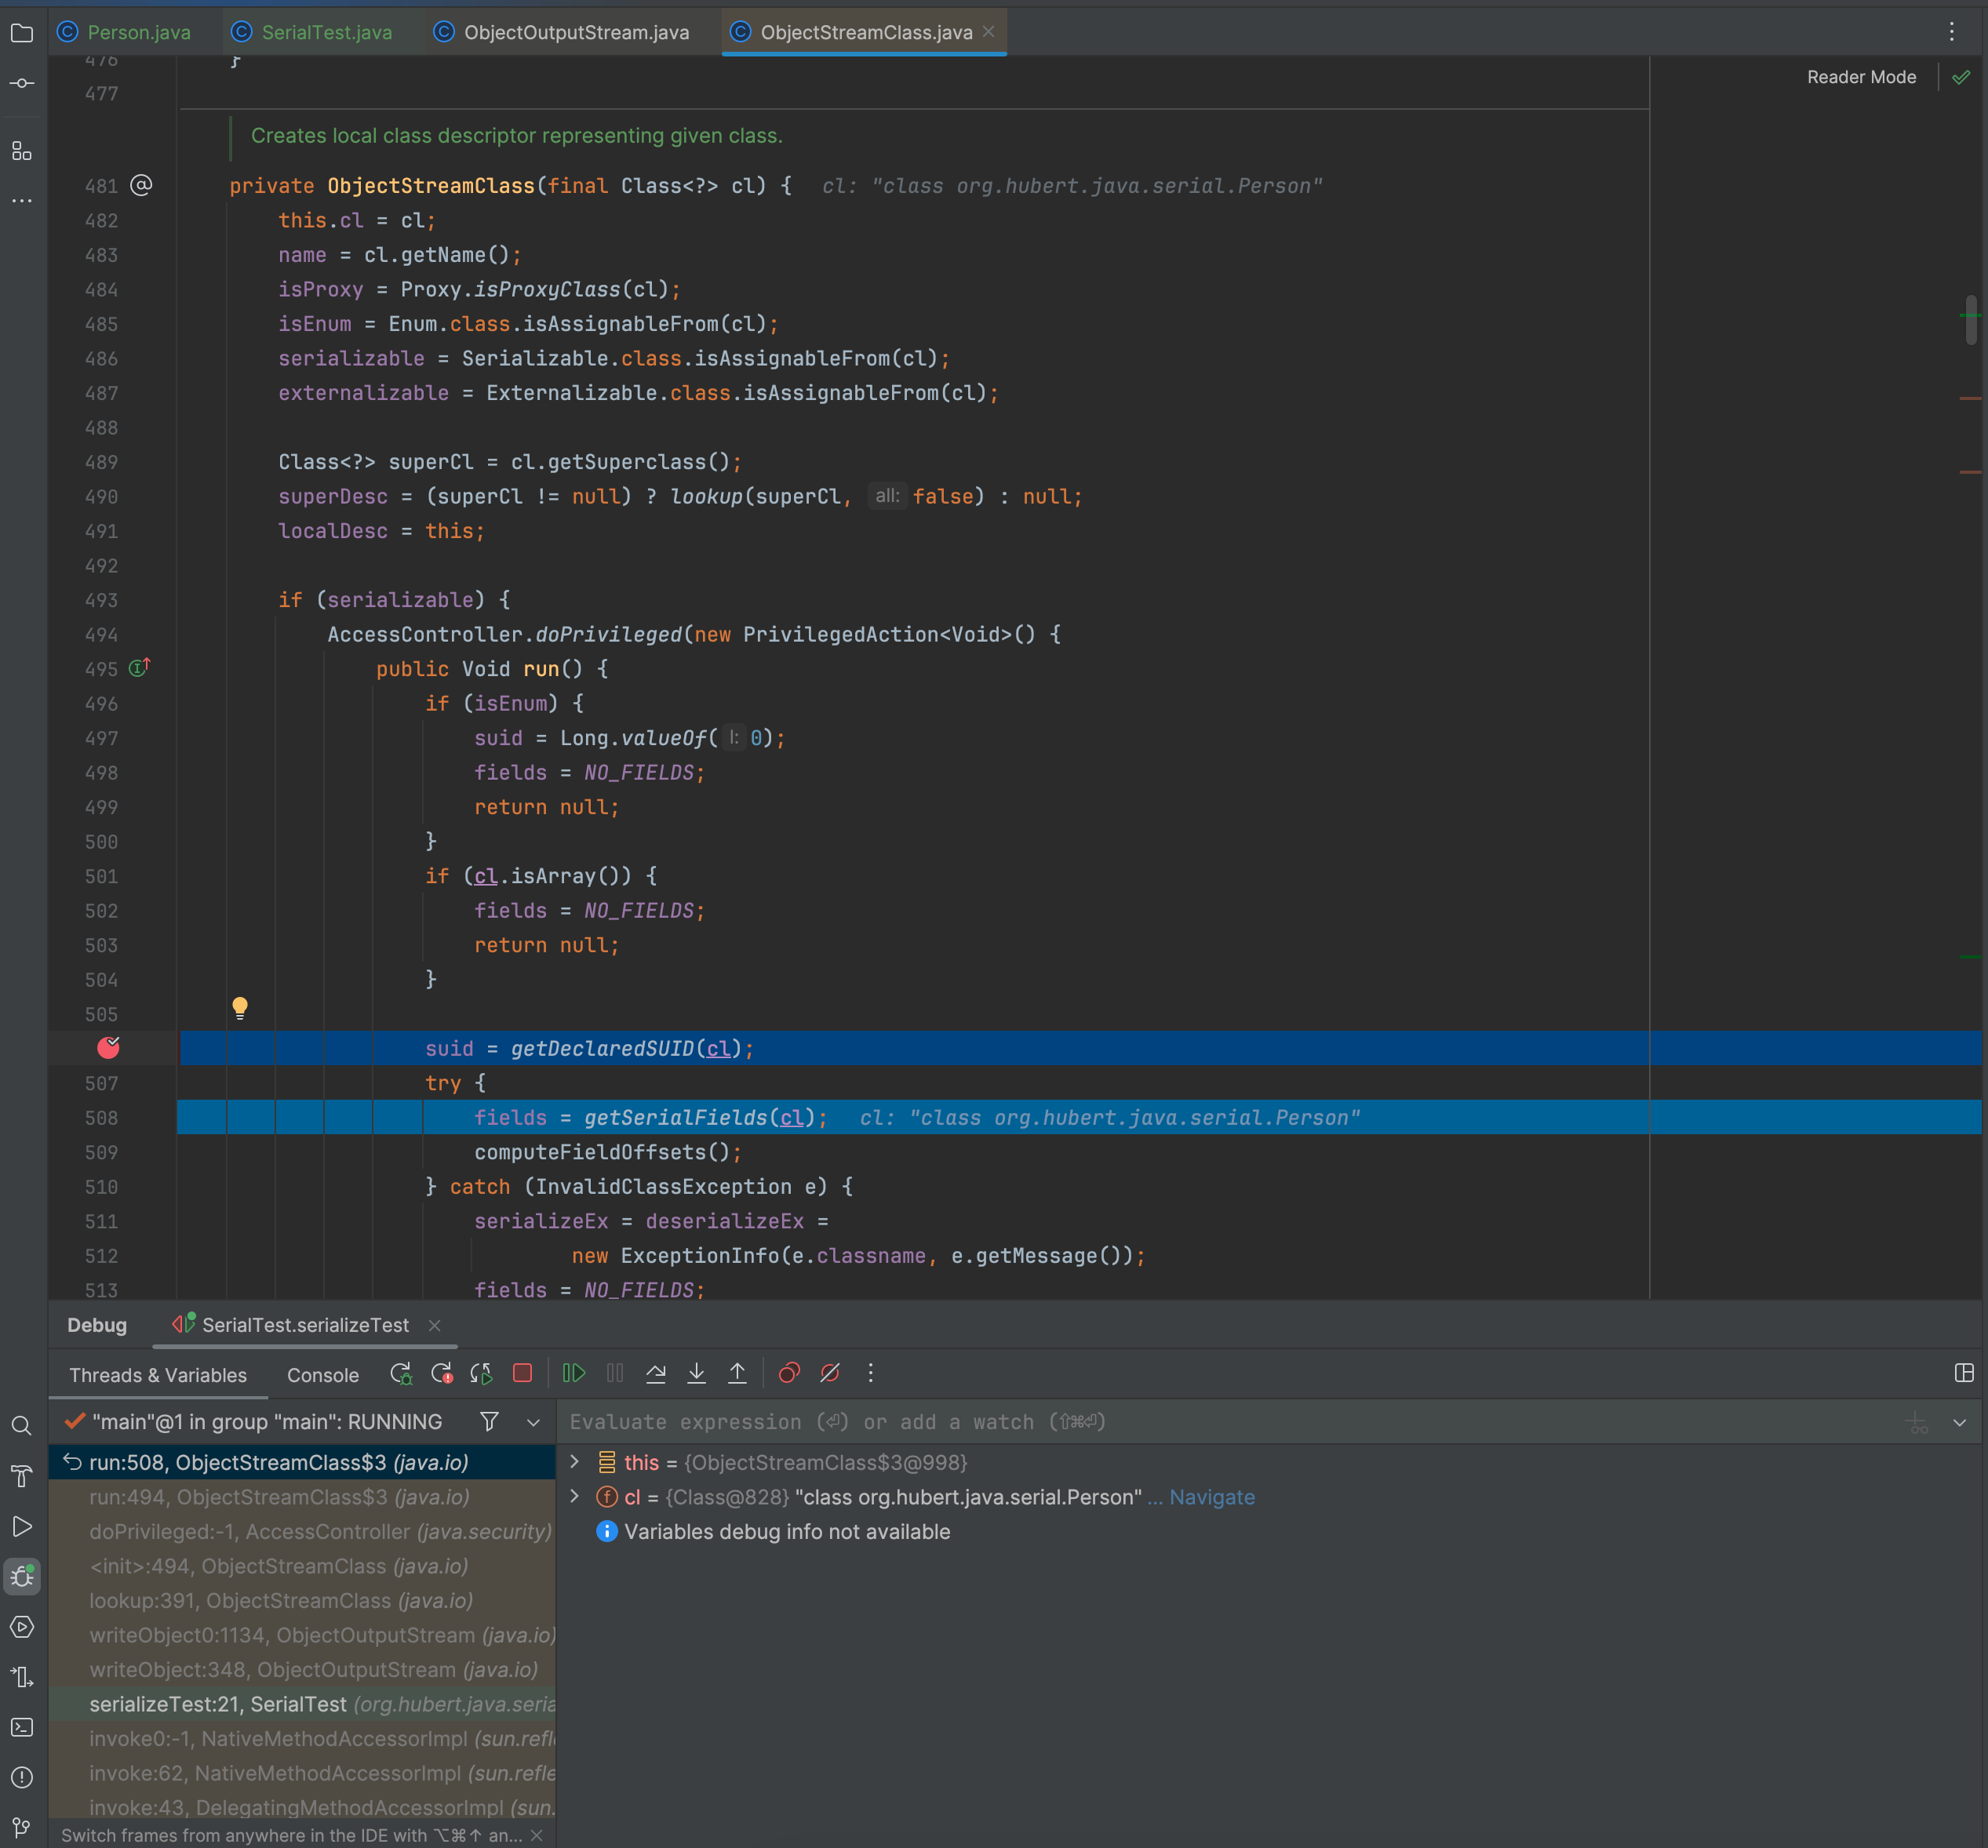 Person.java SerialTest.java ObjectOutputStream.java ObjectStreamClass.java
476 }
477
Reader Mode
Creates local class descriptor representing given class.
481 private ObjectStreamClass(final Class<?> cl) { cl: "class org.hubert.java.serial.Person"
482 this.cl = cl;
483 name = cl.getName();
484 isProxy = Proxy.isProxyClass(cl);
485 isEnum = Enum.class.isAssignableFrom(cl);
486 serializable = Serializable.class.isAssignableFrom(cl);
487 externalizable = Externalizable.class.isAssignableFrom(cl);
488
489 Class<?> superCl = cl.getSuperclass();
490 superDesc = (superCl != null) ? lookup(superCl, all: false) : null;
491 localDesc = this;
492
493 if (serializable) {
494 AccessController.doPrivileged(new PrivilegedAction<Void>() {
495 public Void run() {
496 if (isEnum) {
497 suid = Long.valueOf( l: 0);
498 fields = NO_FIELDS;
499 return null;
500 }
501 if (cl.isArray()) {
502 fields = NO_FIELDS;
503 return null;
504 }
505
suid = getDeclaredSUID(cl);
507 try {
508 fields = getSerialFields(cl); cl: "class org.hubert.java.serial.Person"
509 computeFieldOffsets();
510 } catch (InvalidClassException e) {
511 serializeEx = deserializeEx =
512 new ExceptionInfo(e.classname, e.getMessage());
513 fields = NO_FIELDS;
Debug SerialTest.serializeTest
Threads & Variables Console
"main"@1 in group "main": RUNNING
Evaluate expression (⏎) or add a watch (⇧⌘⏎)
run:508, ObjectStreamClass$3 (java.io)
run:494, ObjectStreamClass$3 (java.io)
doPrivileged:-1, AccessController (java.security)
<init>:494, ObjectStreamClass (java.io)
lookup:391, ObjectStreamClass (java.io)
writeObject0:1134, ObjectOutputStream (java.io)
writeObject:348, ObjectOutputStream (java.io)
serializeTest:21, SerialTest (org.hubert.java.seria
invoke0:-1, NativeMethodAccessorImpl (sun.refle
invoke:62, NativeMethodAccessorImpl (sun.refle
invoke:43, DelegatingMethodAccessorImpl (sun.
this = {ObjectStreamClass$3@998}
cl = {Class@828} "class org.hubert.java.serial.Person" ... Navigate
Variables debug info not available
Switch frames from anywhere in the IDE with ⌥⌘↑ an...